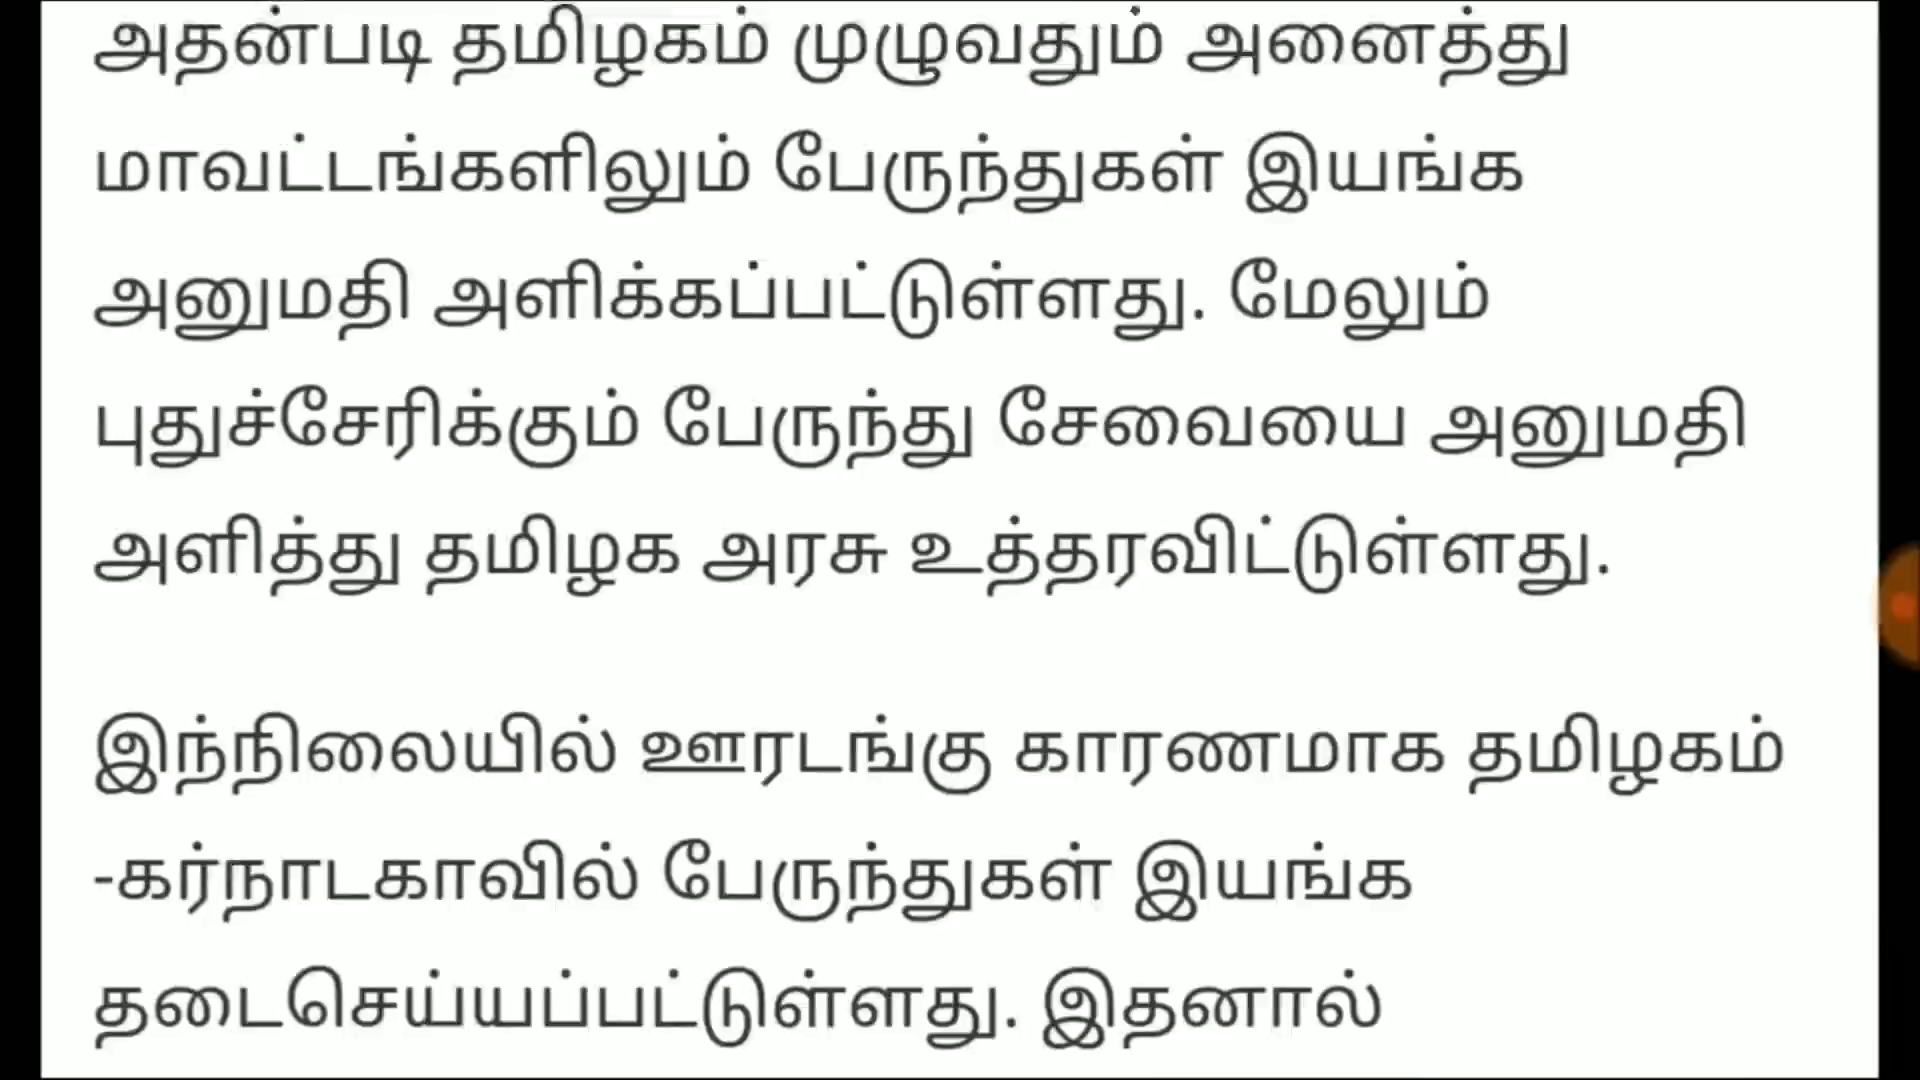 அதன்படி தமிழகம் முழுவதும் அனைத்து
மாவட்டங்களிலும் பேருந்துகள் இயங்க
அனுமதி அளிக்கப்பட்டுள்ளது. மேலும்
புதுச்சேரிக்கும் பேருந்து சேவையை அனுமதி
அளித்து தமிழக அரசு உத்தரவிட்டுள்ளது.
இந்நிலையில் ஊரடங்கு காரணமாக தமிழகம்
-கர்நாடகாவில் பேருந்துகள் இயங்க
தடைசெய்யப்பட்டுள்ளது. இதனால்